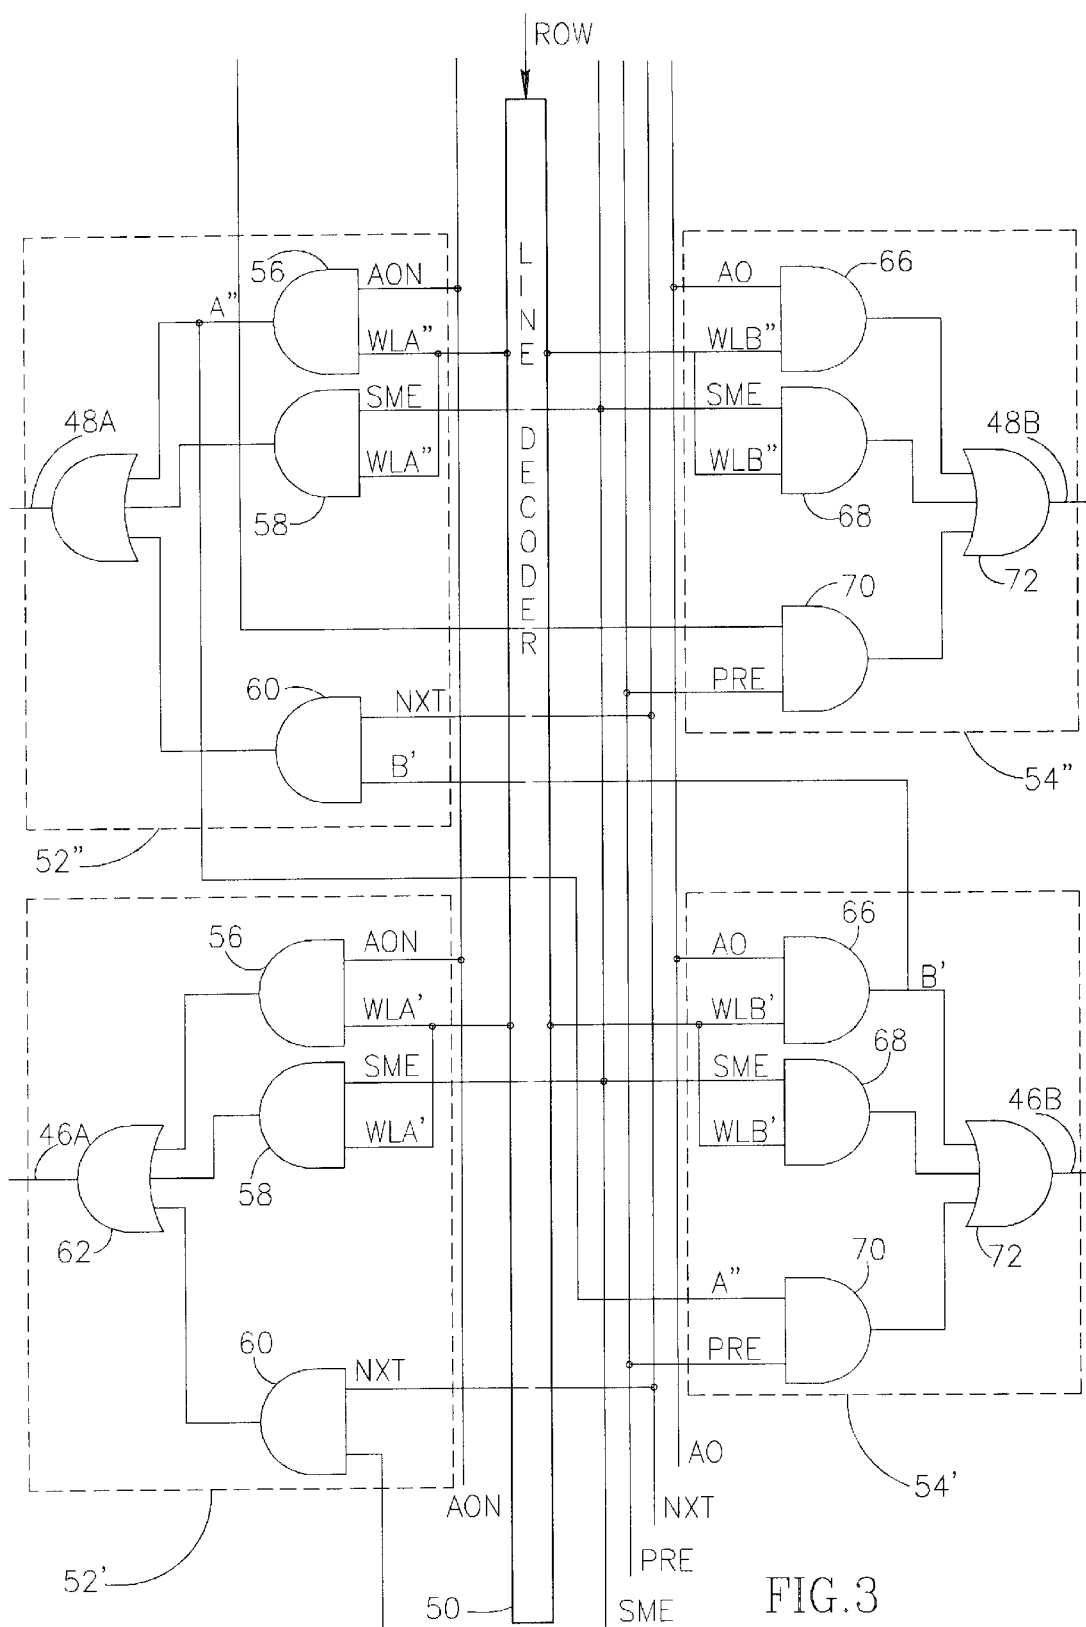 ROW
56
AON
A"
WLA"
SME
WLA"
48A
58
LINE DECODER
AO
66
WLB"
SME
WLB"
68
48B
72
70
PRE
60
NXT
B'
52"
54"
56
AON
WLA'
SME
WLA'
46A
58
62
AO
66
B'
WLB'
SME
68
WLB'
46B
72
A"
70
PRE
60
NXT
52'
54'
AON
AO
NXT
PRE
50
SME
FIG.3